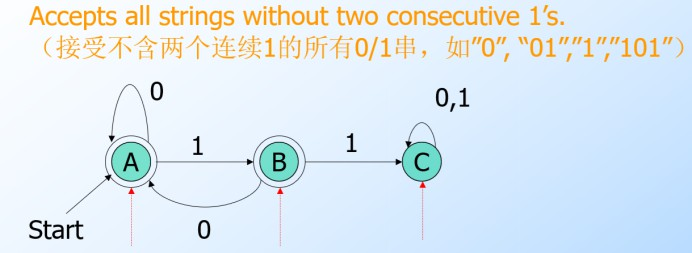 Accepts all strings without two consecutive 1’s.
（接受不含两个连续1的所有0/1串，如”0”, “01”,”1”,”101”）
0
0,1
1
1
A
B
C
Start
0